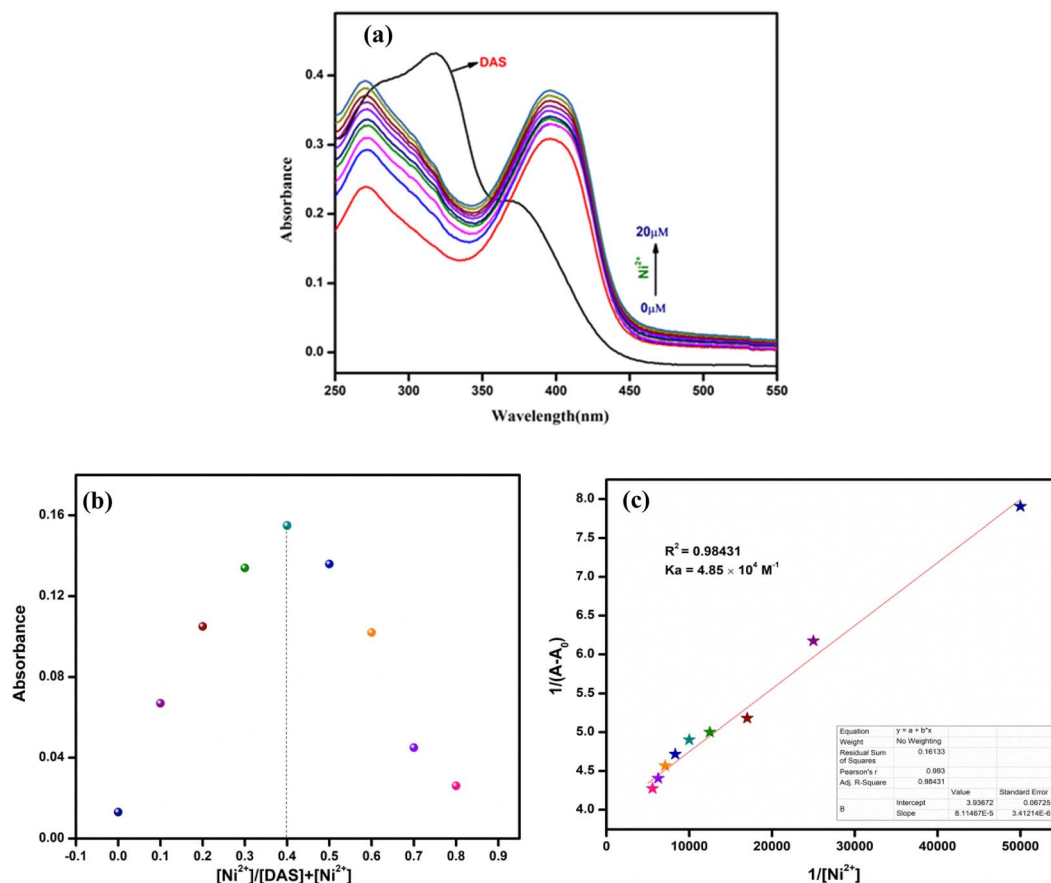 (a)
0.4
0.3
0.2
0.1
0.0
Absorbance
DAS
20μM
Ni²⁺
0μM
250 300 350 400 450 500 550
Wavelength(nm)
(b)
0.16
0.12
0.08
0.04
0.00
Absorbance
-0.1 0.0 0.1 0.2 0.3 0.4 0.5 0.6 0.7 0.8 0.9
[Ni²⁺]/[DAS]+[Ni²⁺]
(c)
8.0
7.5
7.0
6.5
6.0
5.5
5.0
4.5
4.0
1/(A-A₀)
R² = 0.98431
Ka = 4.85 × 10⁴ M⁻¹
Equation y = a + b*x
Weight No Weighting
Residual Sum of Squares 0.16133
Pearson's r 0.993
Adj. R-Square 0.98431
Value Standard Error
B Intercept 3.93672 0.06725
Slope 8.11467E-5 3.41214E-6
10000 20000 30000 40000 50000
1/[Ni²⁺]